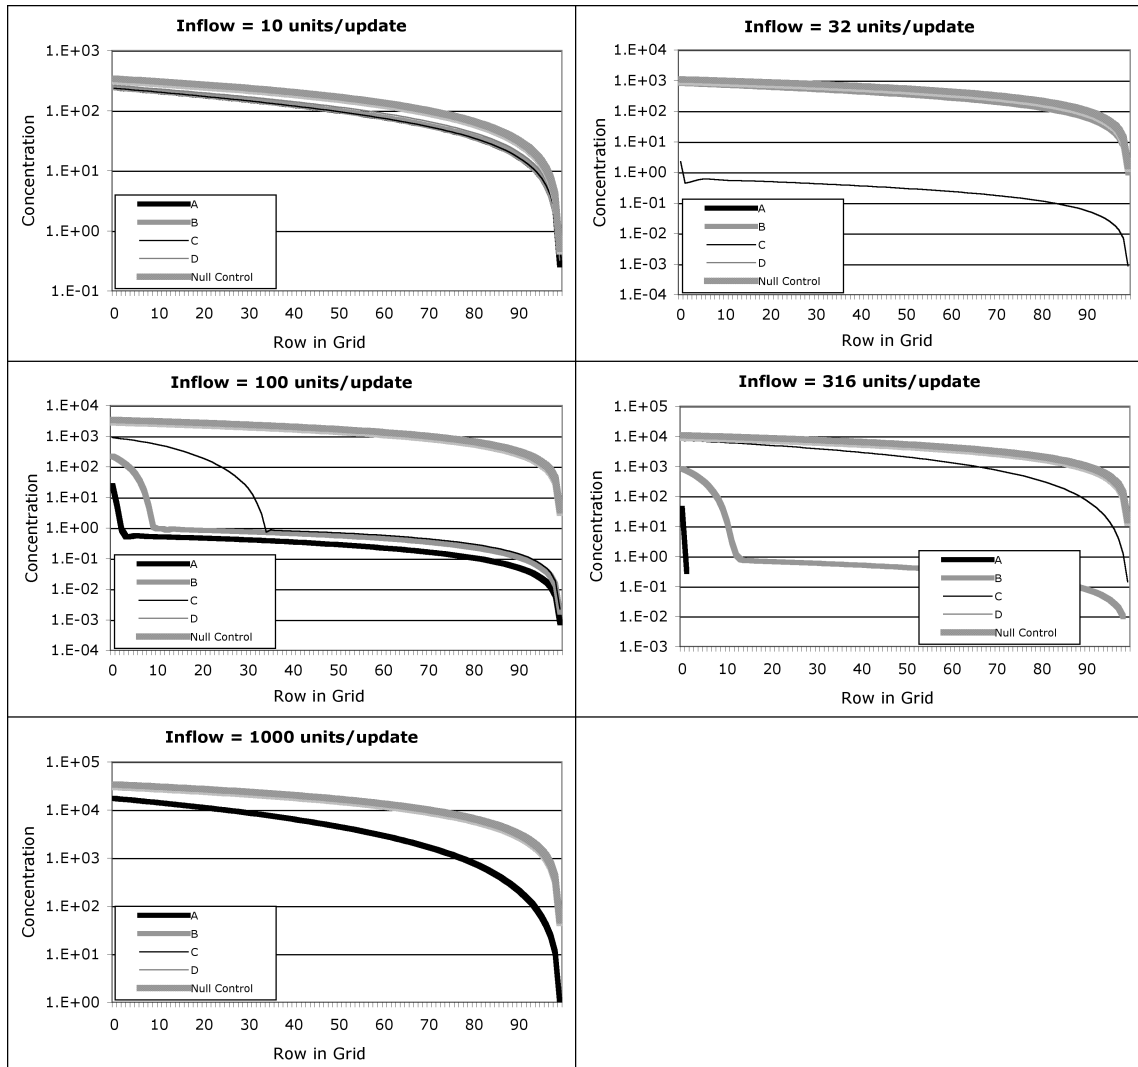 Inflow = 10 units/update
1.E+03
1.E+02
1.E+01
1.E+00
1.E-01
Concentration
A
B
C
D
Null Control
0 10 20 30 40 50 60 70 80 90
Row in Grid
Inflow = 32 units/update
1.E+04
1.E+03
1.E+02
1.E+01
1.E+00
1.E-01
1.E-02
1.E-03
1.E-04
Concentration
A
B
C
D
Null Control
0 10 20 30 40 50 60 70 80 90
Row in Grid
Inflow = 100 units/update
1.E+04
1.E+03
1.E+02
1.E+01
1.E+00
1.E-01
1.E-02
1.E-03
1.E-04
Concentration
A
B
C
D
Null Control
0 10 20 30 40 50 60 70 80 90
Row in Grid
Inflow = 316 units/update
1.E+05
1.E+04
1.E+03
1.E+02
1.E+01
1.E+00
1.E-01
1.E-02
1.E-03
Concentration
A
B
C
D
Null Control
0 10 20 30 40 50 60 70 80 90
Row in Grid
Inflow = 1000 units/update
1.E+05
1.E+04
1.E+03
1.E+02
1.E+01
1.E+00
Concentration
A
B
C
D
Null Control
0 10 20 30 40 50 60 70 80 90
Row in Grid